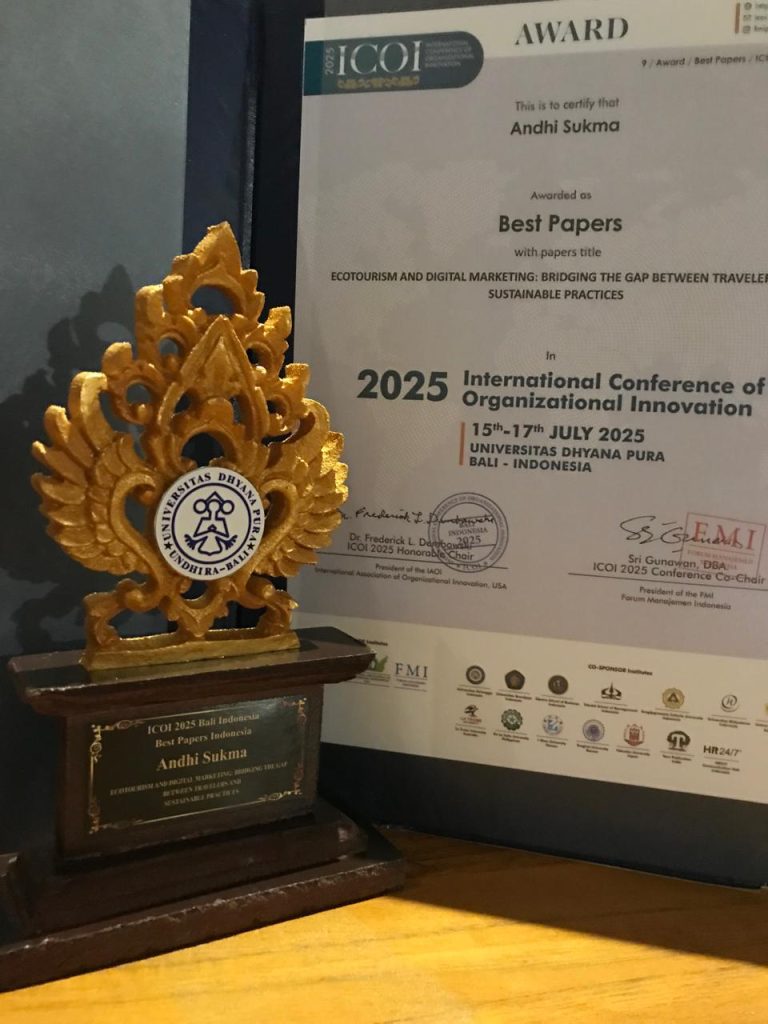 2025
ICOI
INTERNATIONAL CONFERENCE OF ORGANIZATIONAL INNOVATION
AWARD
9 / Award / Best Papers /
This is to certify that
Andhi Sukma
Awarded as
Best Papers
with papers title
ECOTOURISM AND DIGITAL MARKETING: BRIDGING THE GAP BETWEEN TRAVELER
SUSTAINABLE PRACTICES
In
2025 International Conference of
Organizational Innovation
15th-17th JULY 2025
UNIVERSITAS DHYANA PURA
BALI - INDONESIA
INDONESIA
2025
FMI
Dr. Frederick L.
ICOI 2025 Honorable Chair
President of the IAOI
International Association of Organizational Innovation, USA
Sri Gunawan, DBA
ICOI 2025 Conference Co-Chair
President of the FMI
Forum Manajemen Indonesia
Institutes
FMI
CO-SPONSOR Institutes
HR24/7
UNIVERSITAS DHYANA PURA
UNDHIRA-BALI
ICOI 2025 Bali Indonesia
Best Papers Indonesia
Andhi Sukma
ECOTOURISM AND DIGITAL MARKETING: BRIDGING THE GAP
BETWEEN TRAVELERS AND
SUSTAINABLE PRACTICES